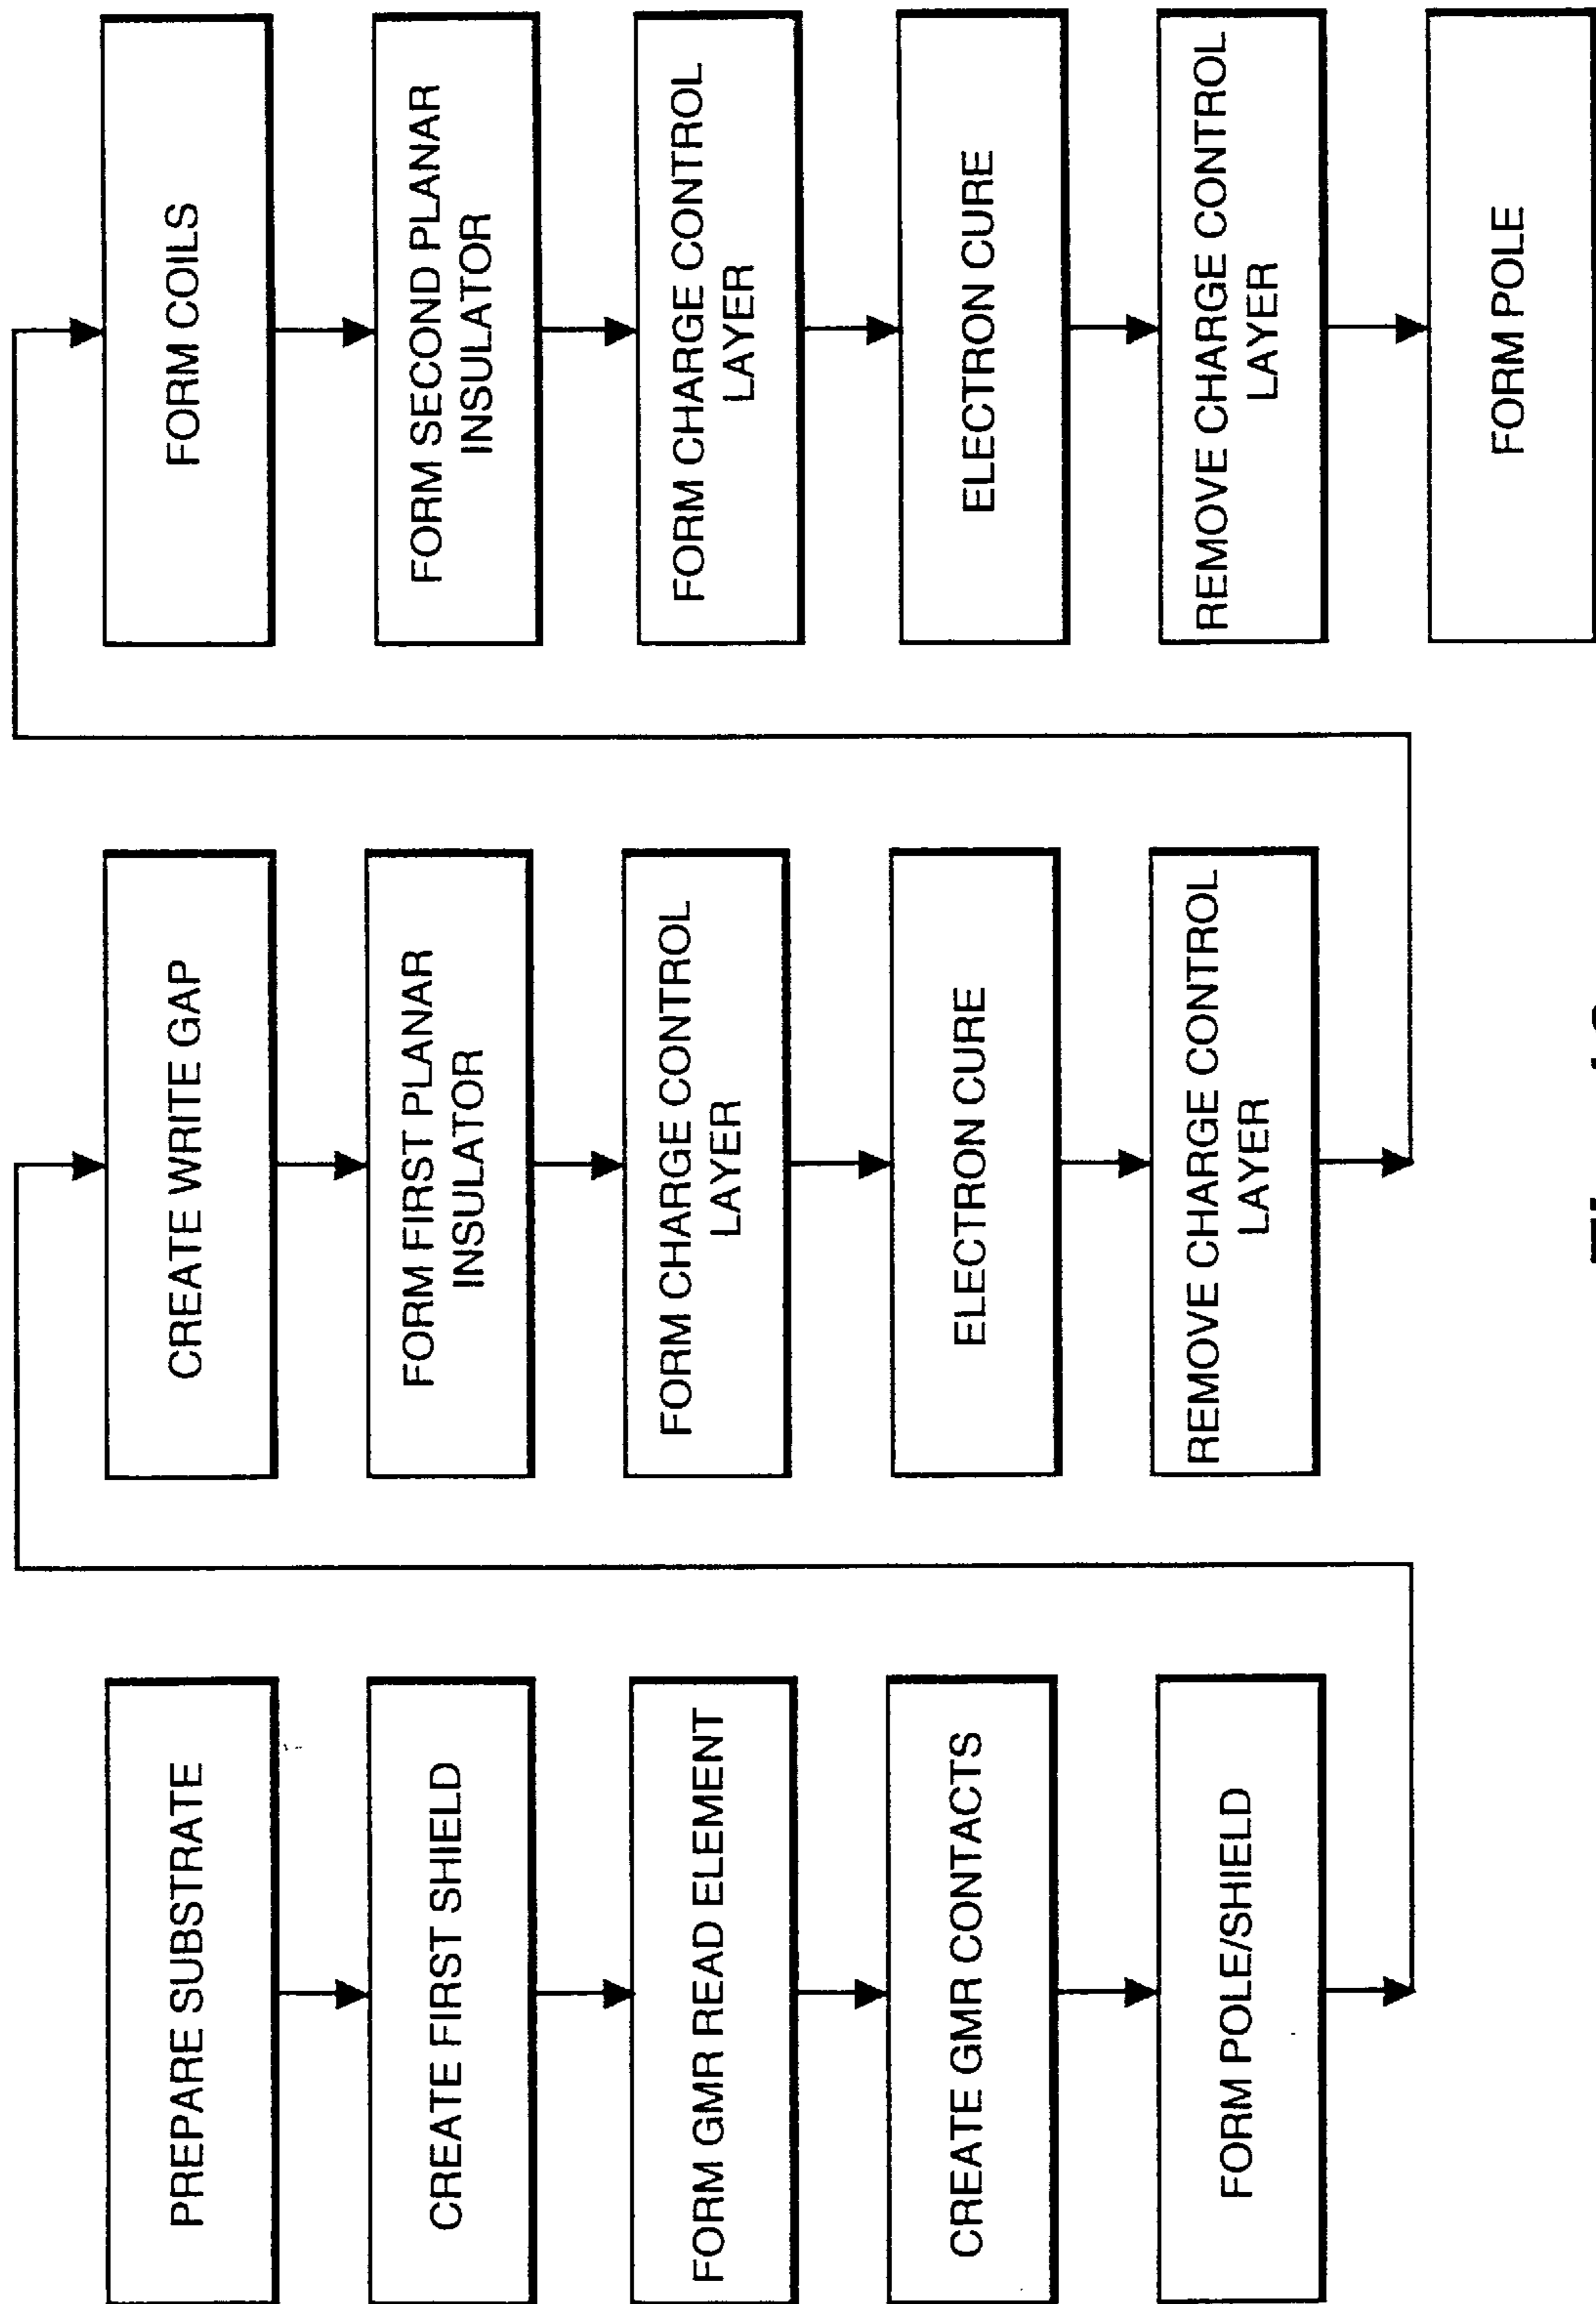 PREPARE SUBSTRATE
CREATE FIRST SHIELD
FORM GMR READ ELEMENT
CREATE GMR CONTACTS
FORM POLE/SHIELD
CREATE WRITE GAP
FORM FIRST PLANAR
INSULATOR
FORM CHARGE CONTROL
LAYER
ELECTRON CURE
REMOVE CHARGE CONTROL
LAYER
FORM COILS
FORM SECOND PLANAR
INSULATOR
FORM CHARGE CONTROL
LAYER
ELECTRON CURE
REMOVE CHARGE CONTROL
LAYER
FORM POLE